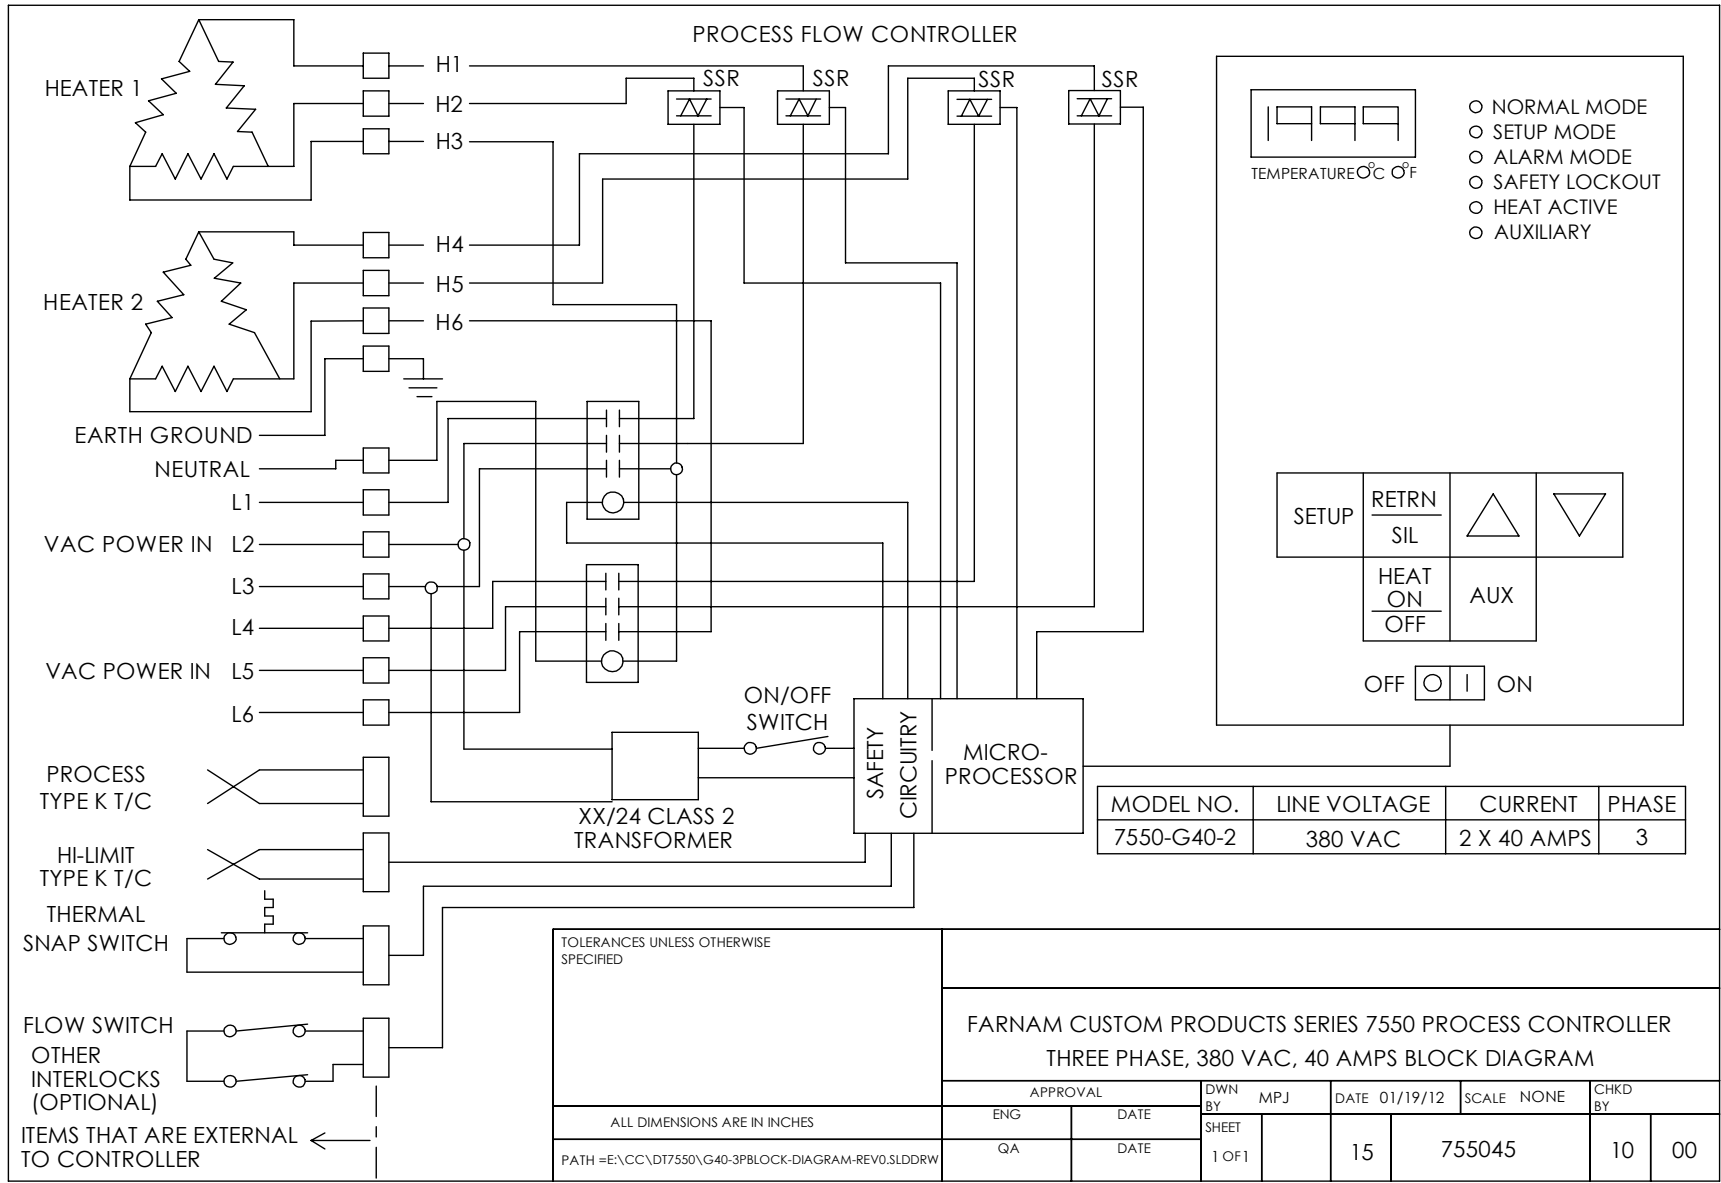 PROCESS FLOW CONTROLLER
HEATER 1
H1
H2
H3
SSR
SSR
SSR
SSR
HEATER 2
H4
H5
H6
EARTH GROUND
NEUTRAL
L1
VAC POWER IN L2
L3
L4
VAC POWER IN L5
L6
PROCESS
TYPE K T/C
HI-LIMIT
TYPE K T/C
THERMAL
SNAP SWITCH
FLOW SWITCH
OTHER
INTERLOCKS
(OPTIONAL)
ITEMS THAT ARE EXTERNAL
TO CONTROLLER
ON/OFF
SWITCH
XX/24 CLASS 2
TRANSFORMER
SAFETY
CIRCUITRY
MICRO-
PROCESSOR
1999
TEMPERATURE °C °F
NORMAL MODE
SETUP MODE
ALARM MODE
SAFETY LOCKOUT
HEAT ACTIVE
AUXILIARY
SETUP
RETRN
SIL
HEAT
ON
OFF
AUX
OFF O I ON
MODEL NO. LINE VOLTAGE CURRENT PHASE
7550-G40-2 380 VAC 2 X 40 AMPS 3
TOLERANCES UNLESS OTHERWISE
SPECIFIED
ALL DIMENSIONS ARE IN INCHES
PATH =E:\CC\DT7550\G40-3PBLOCK-DIAGRAM-REV0.SLDDRW
FARNAM CUSTOM PRODUCTS SERIES 7550 PROCESS CONTROLLER
THREE PHASE, 380 VAC, 40 AMPS BLOCK DIAGRAM
APPROVAL
ENG DATE
QA DATE
DWN
BY MPJ
DATE 01/19/12
SCALE NONE
CHKD
BY
SHEET
1 OF1
15
755045
10
00